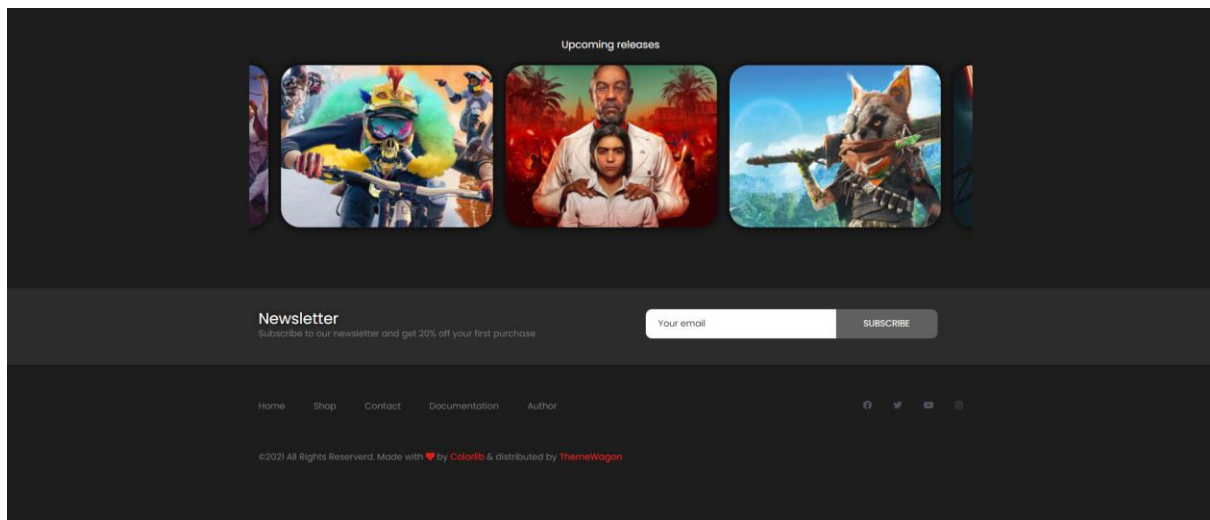 Upcoming releases
Newsletter
Subscribe to our newsletter and get 20% off your first purchase
Your email
SUBSCRIBE
Home Shop Contact Documentation Author
©2021 All Rights Reserverd. Made with ❤ by Colorlib & distributed by ThemeWagon